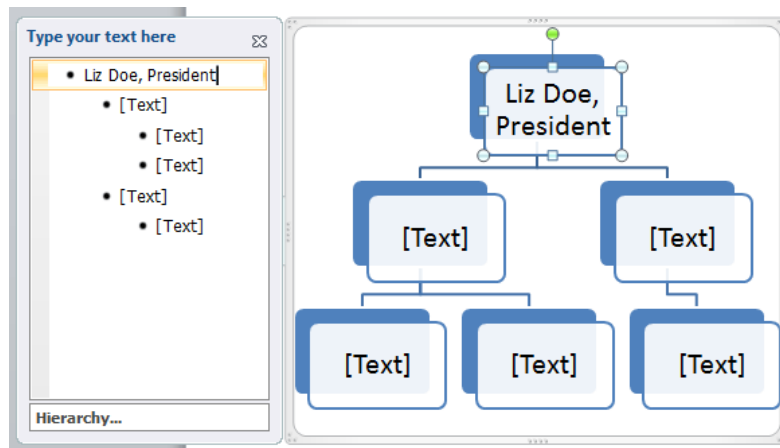 Type your text here
• Liz Doe, President
• [Text]
• [Text]
• [Text]
• [Text]
• [Text]
Hierarchy...
Liz Doe,
President
[Text]
[Text]
[Text]
[Text]
[Text]